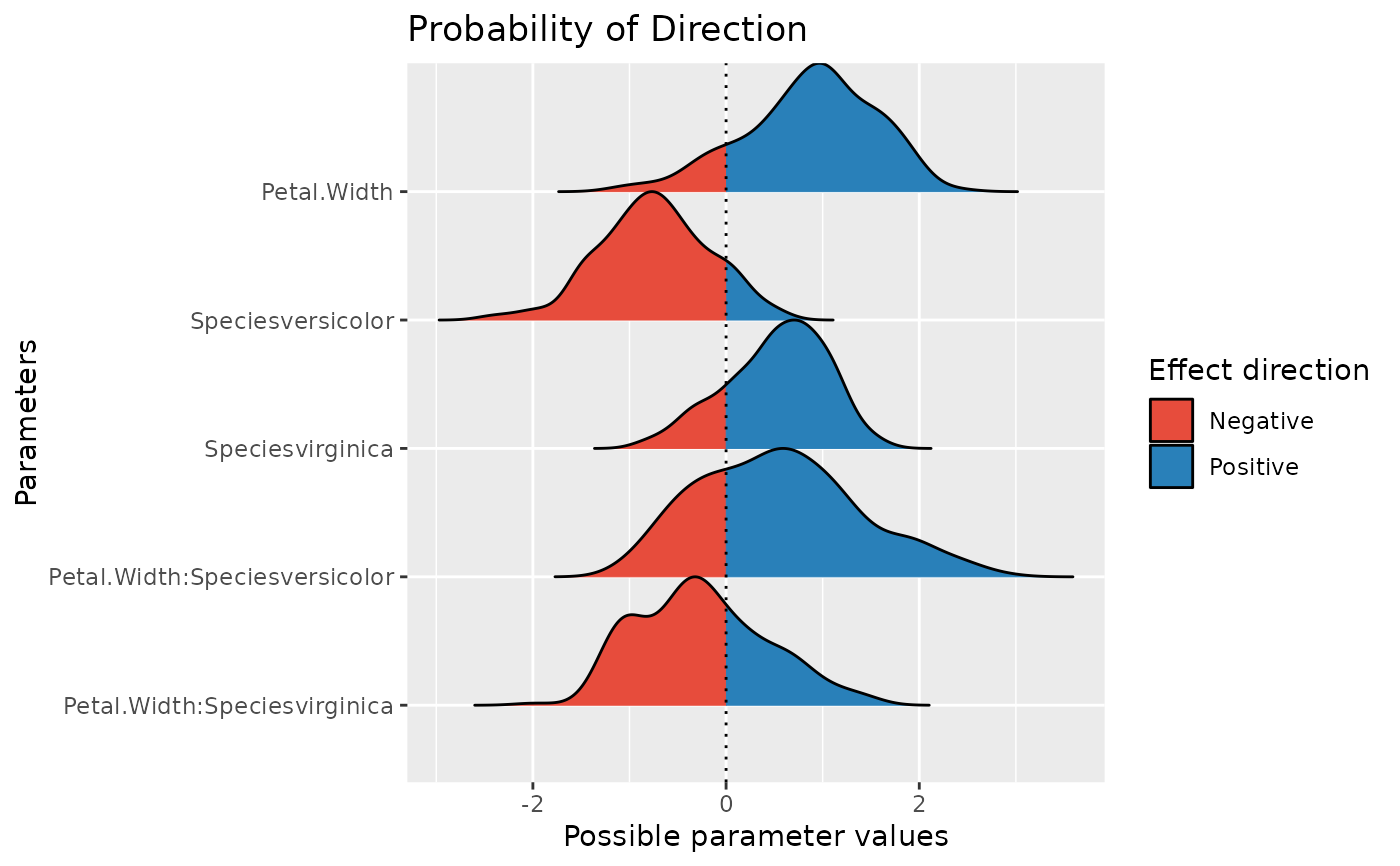 Probability of Direction
Parameters
Petal.Width
Speciesversicolor
Speciesvirginica
Petal.Width:Speciesversicolor
Petal.Width:Speciesvirginica
-2
0
2
Possible parameter values
Effect direction
Negative
Positive